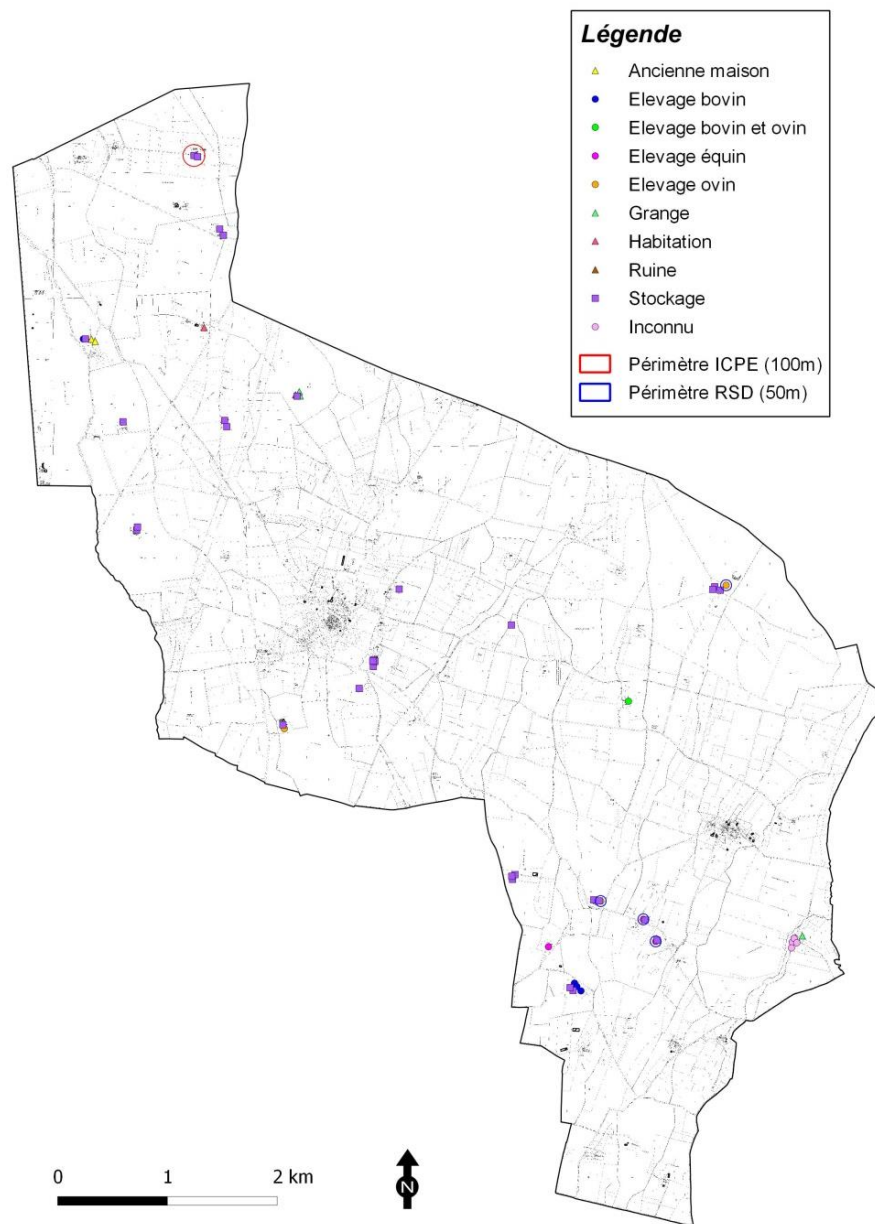 Légende
Ancienne maison
Elevage bovin
Elevage bovin et ovin
Elevage équin
Elevage ovin
Grange
Habitation
Ruine
Stockage
Inconnu
Périmètre ICPE (100m)
Périmètre RSD (50m)
0 1 2 km
N